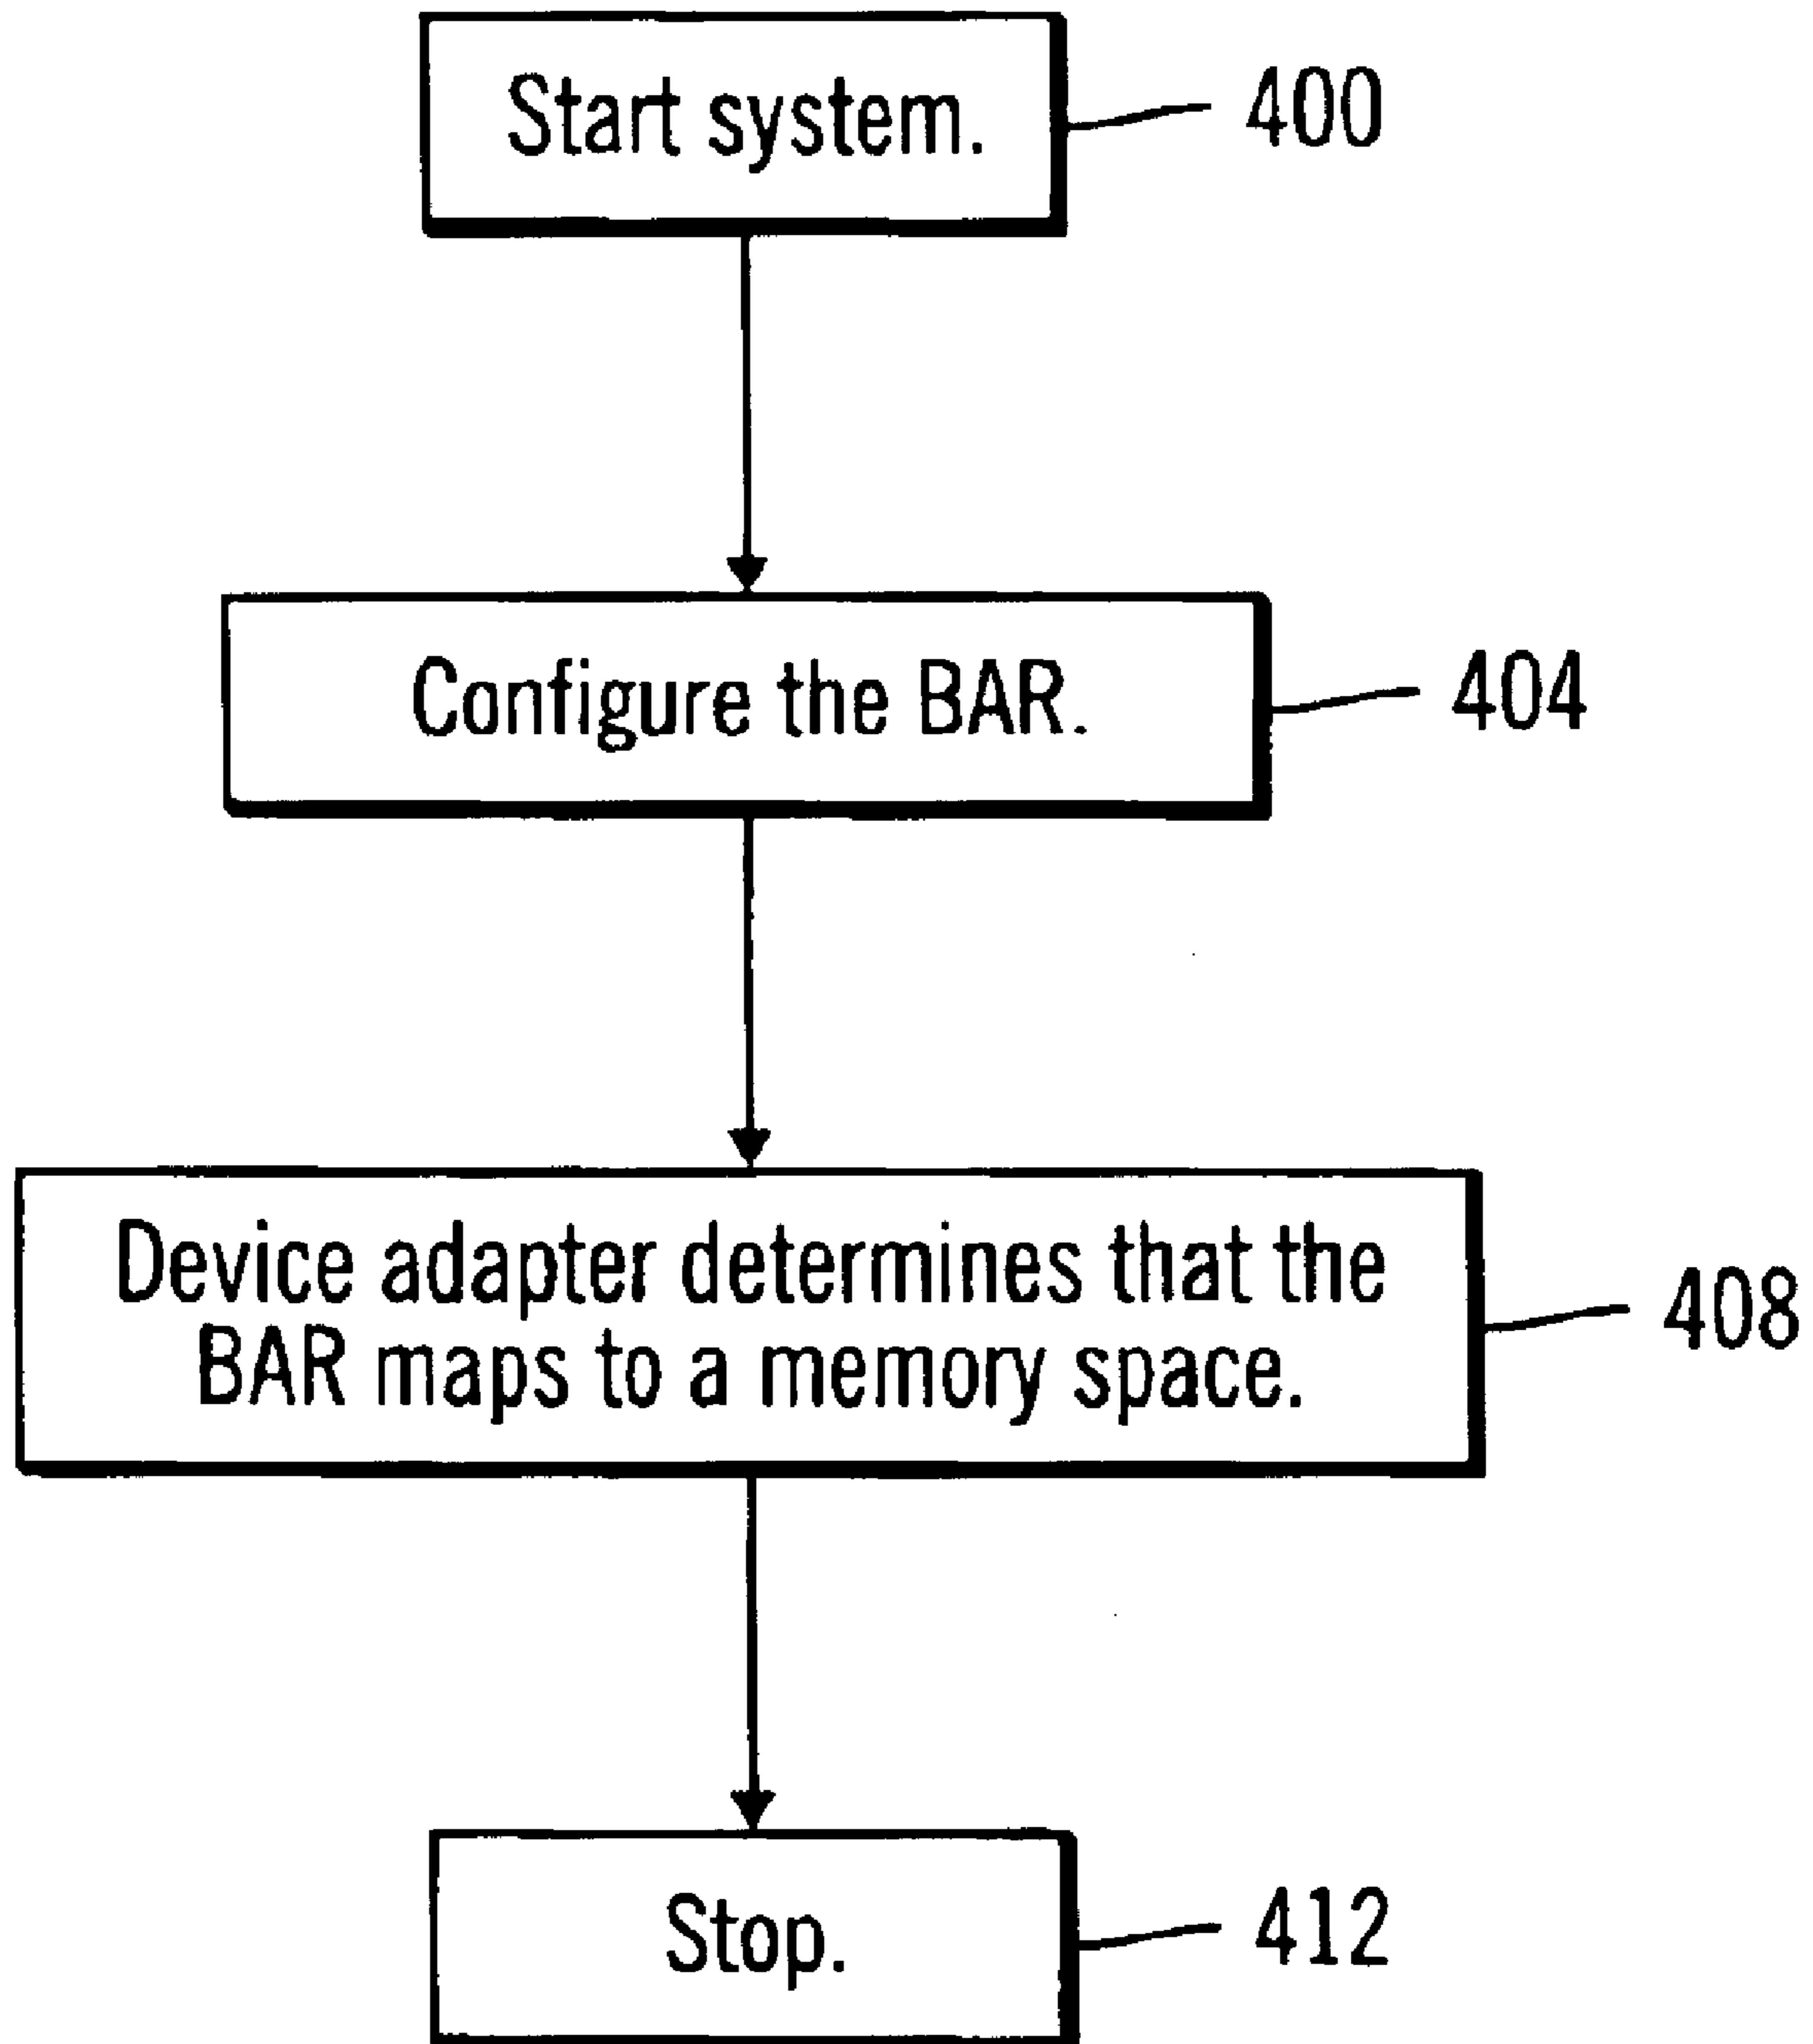 Start system.
400
Configure the BAR.
404
Device adapter determines that the
BAR maps to a memory space.
408
Stop.
412